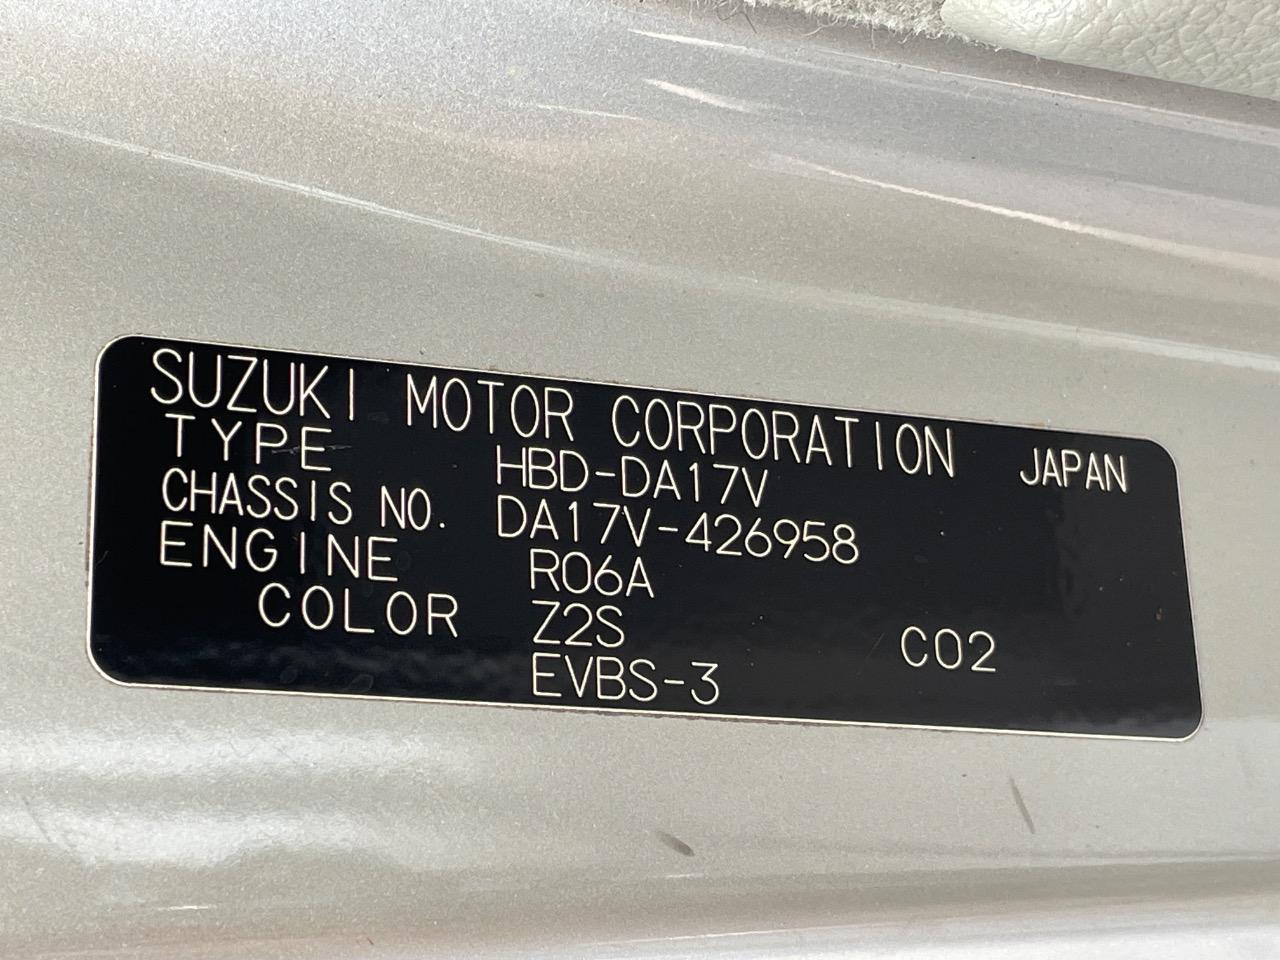 SUZUKI MOTOR CORPORATION JAPAN
TYPE HBD-DA17V
CHASSIS NO. DA17V-426958
ENGINE R06A
COLOR Z2S C02
EVBS-3